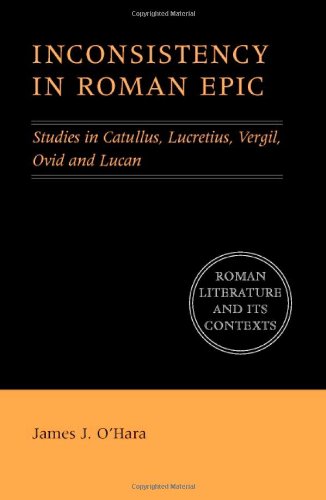 INCONSISTENCY
IN ROMAN EPIC
Studies in Catullus, Lucretius, Vergil,
Ovid and Lucan
ROMAN
LITERATURE
AND ITS
CONTEXTS
James J. O'Hara